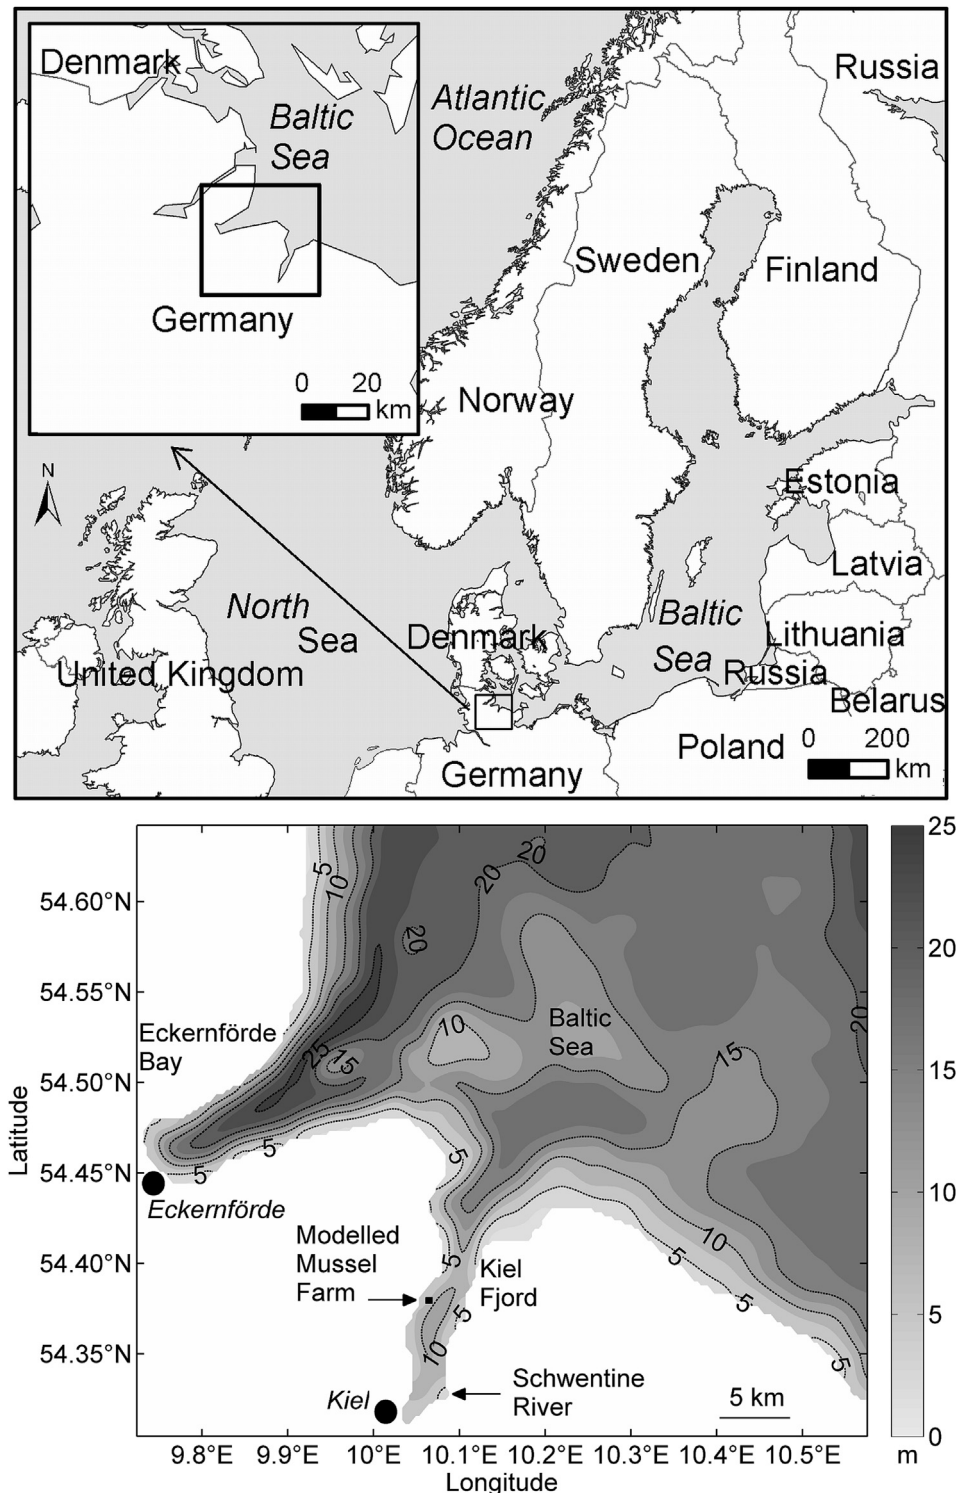 Denmark
Baltic
Sea
Germany
0 20
km
Atlantic
Ocean
Russia
Sweden
Finland
Norway
N
Estonia
Latvia
North
Sea
Denmark
Baltic
Sea
Lithuania
United Kingdom
Russia
Belarus
Poland
0 200
km
Germany
54.60°N
54.55°N
54.50°N
54.45°N
54.40°N
54.35°N
Latitude
5
10
20
20
20
25
15
10
15
20
5
5
5
5
5
10
10
5
5
5
Eckernförde
Bay
Baltic
Sea
Eckernförde
Modelled
Mussel
Farm
Kiel
Fjord
Kiel
Schwentine
River
5 km
9.8°E 9.9°E 10°E 10.1°E 10.2°E 10.3°E 10.4°E 10.5°E
Longitude
25
20
15
10
5
0
m